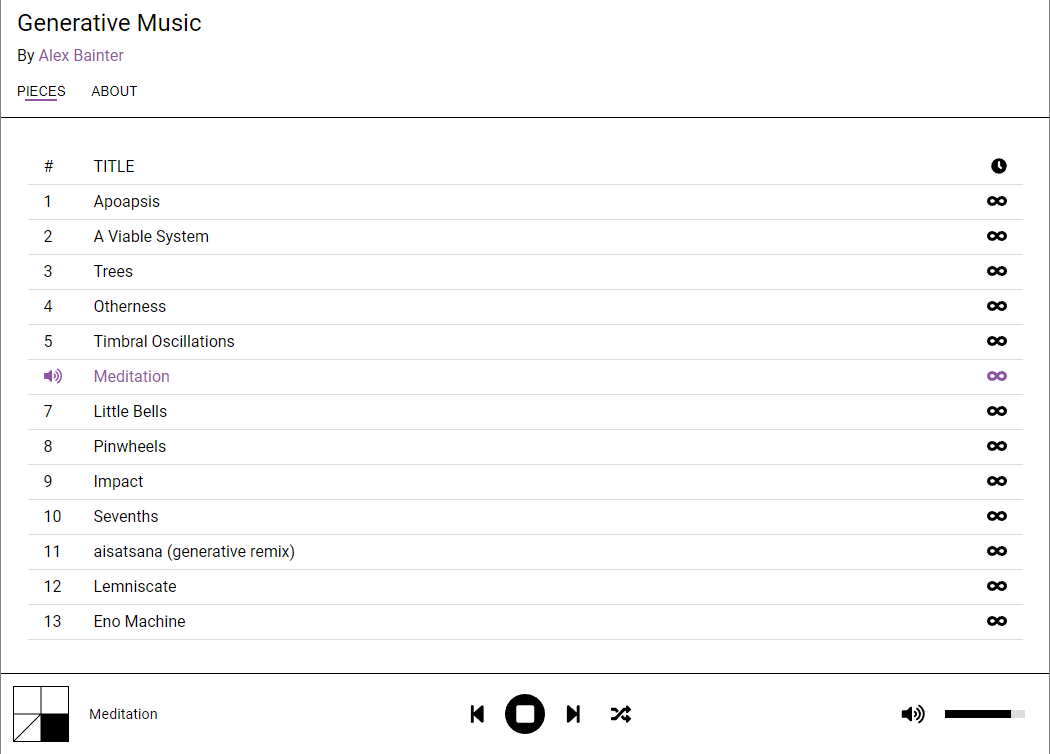 Generative Music
By Alex Bainter
PIECES ABOUT
# TITLE
1 Apoapsis
2 A Viable System
3 Trees
4 Otherness
5 Timbral Oscillations
Meditation
7 Little Bells
8 Pinwheels
9 Impact
10 Sevenths
11 aisatsana (generative remix)
12 Lemniscate
13 Eno Machine
Meditation